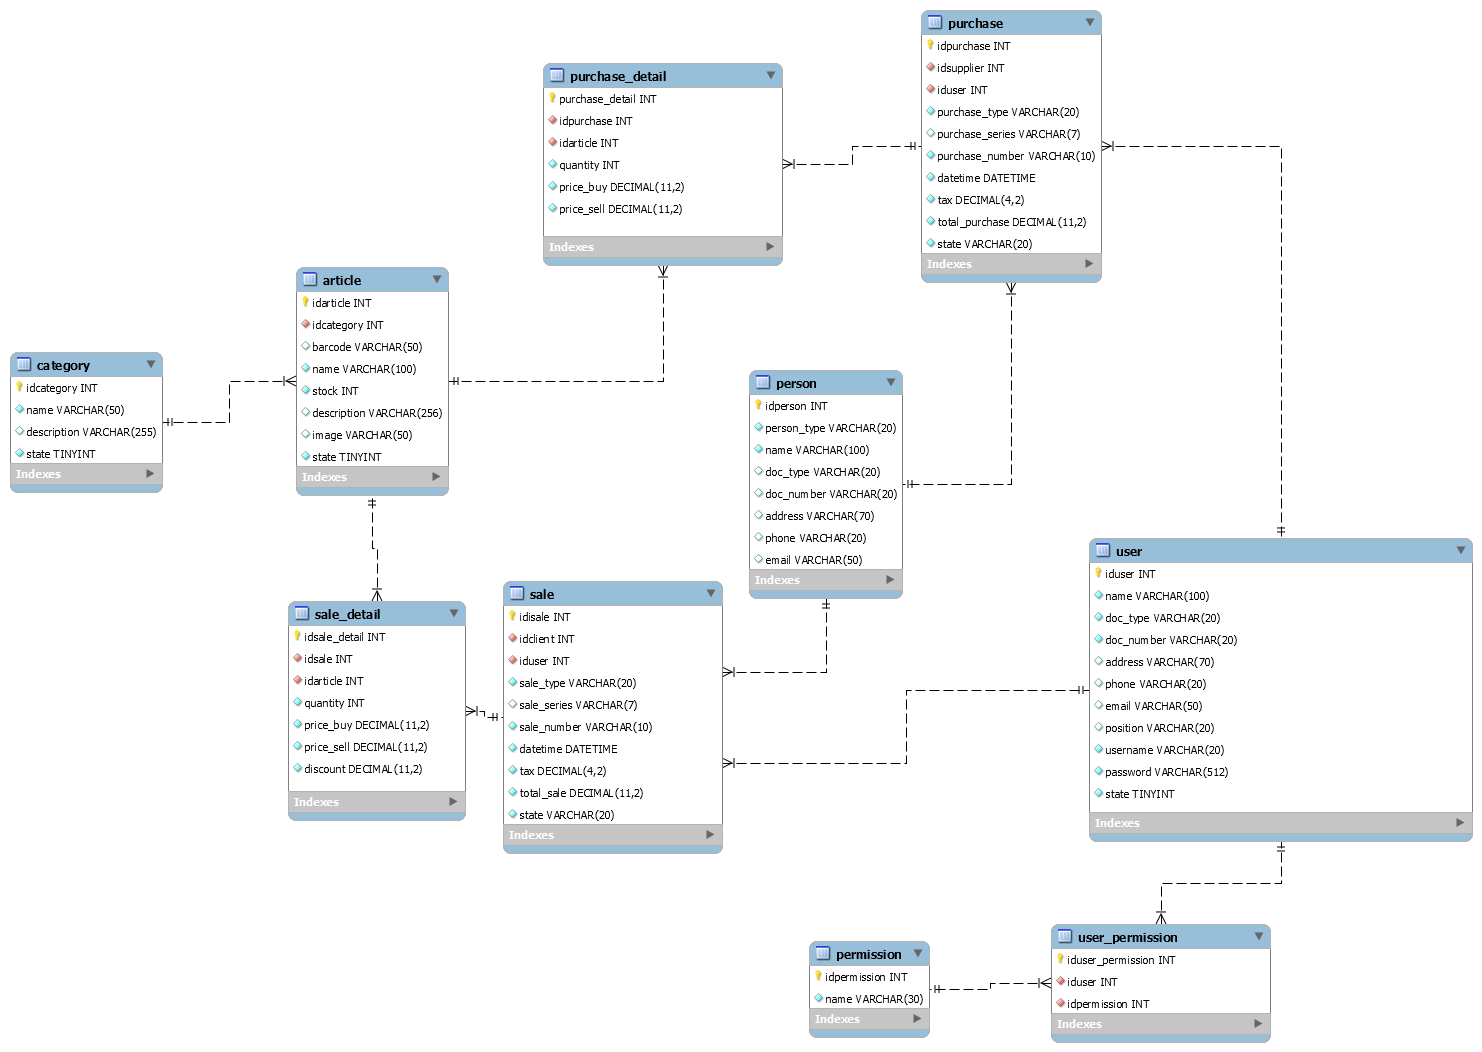 purchase
idpurchase INT
idsupplier INT
iduser INT
purchase_type VARCHAR(20)
purchase_series VARCHAR(7)
purchase_number VARCHAR(10)
datetime DATETIME
tax DECIMAL(4,2)
total_purchase DECIMAL(11,2)
state VARCHAR(20)
Indexes
purchase_detail
purchase_detail INT
idpurchase INT
idarticle INT
quantity INT
price_buy DECIMAL(11,2)
price_sell DECIMAL(11,2)
Indexes
article
idarticle INT
idcategory INT
barcode VARCHAR(50)
name VARCHAR(100)
stock INT
description VARCHAR(256)
image VARCHAR(50)
state TINYINT
Indexes
category
idcategory INT
name VARCHAR(50)
description VARCHAR(255)
state TINYINT
Indexes
person
idperson INT
person_type VARCHAR(20)
name VARCHAR(100)
doc_type VARCHAR(20)
doc_number VARCHAR(20)
address VARCHAR(70)
phone VARCHAR(20)
email VARCHAR(50)
Indexes
user
iduser INT
name VARCHAR(100)
doc_type VARCHAR(20)
doc_number VARCHAR(20)
address VARCHAR(70)
phone VARCHAR(20)
email VARCHAR(50)
position VARCHAR(20)
username VARCHAR(20)
password VARCHAR(512)
state TINYINT
Indexes
sale_detail
idsale_detail INT
idsale INT
idarticle INT
quantity INT
price_buy DECIMAL(11,2)
price_sell DECIMAL(11,2)
discount DECIMAL(11,2)
Indexes
sale
idisale INT
idclient INT
iduser INT
sale_type VARCHAR(20)
sale_series VARCHAR(7)
sale_number VARCHAR(10)
datetime DATETIME
tax DECIMAL(4,2)
total_sale DECIMAL(11,2)
state VARCHAR(20)
Indexes
permission
idpermission INT
name VARCHAR(30)
Indexes
user_permission
iduser_permission INT
iduser INT
idpermission INT
Indexes